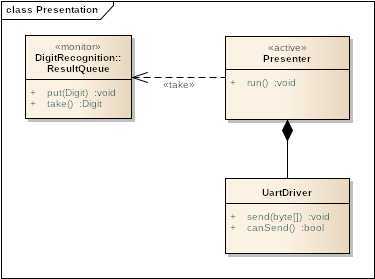 class Presentation
«monitor»
DigitRecognition::
ResultQueue
+ put(Digit) :void
+ take() :Digit
«take»
«active»
Presenter
+ run() :void
UartDriver
+ send(byte[]) :void
+ canSend() :bool